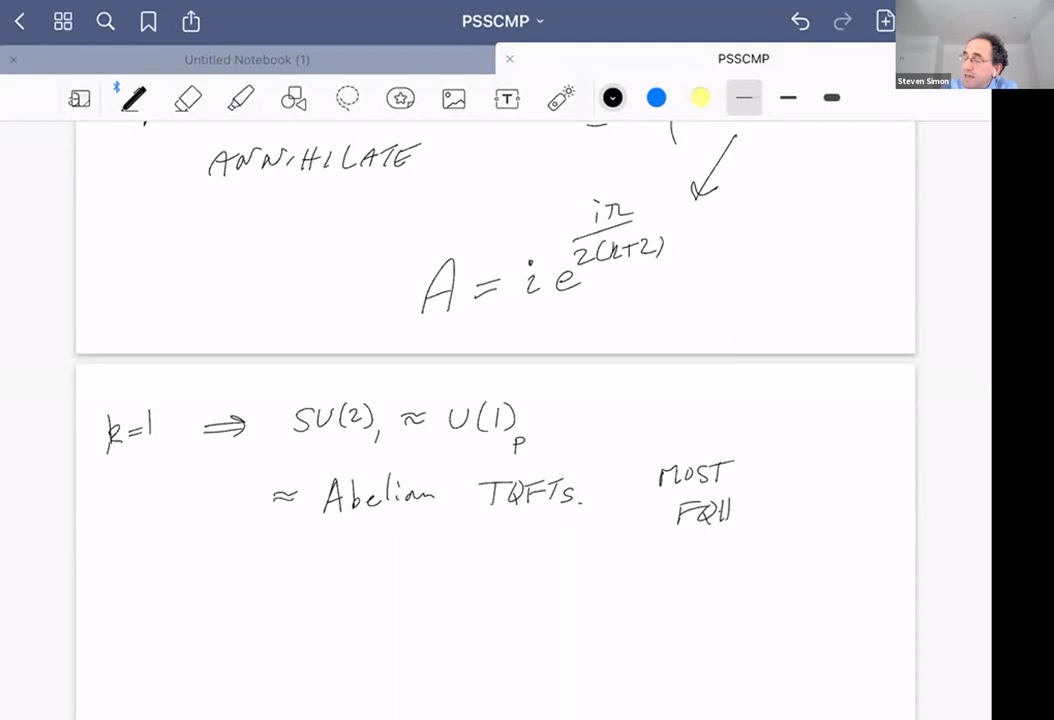 PSSCMP
Untitled Notebook (1)
PSSCMP
Steven Simon
ANNIHILATE
A = i e^{iπ/2(k+2)}
k=1 ⇒ SU(2)₁ ≈ U(1)ₚ
≈ Abelian TQFTs.
MOST
FQH